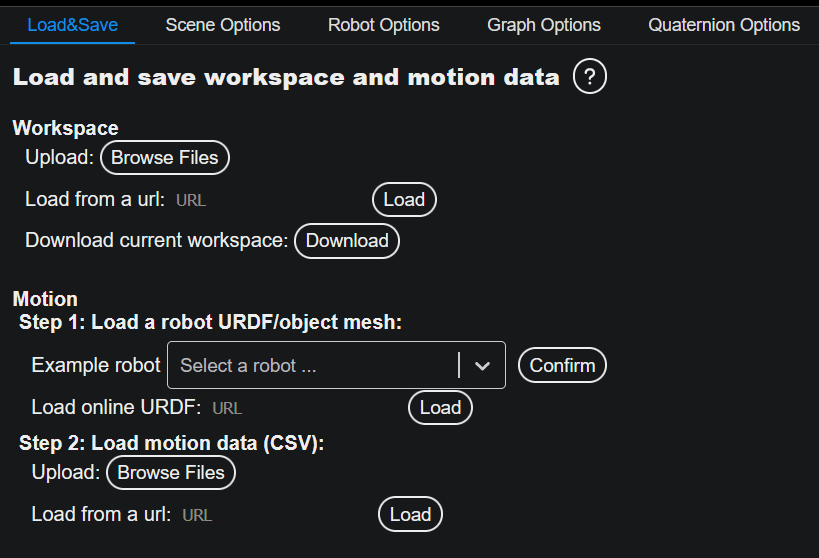 Load&Save Scene Options Robot Options Graph Options Quaternion Options
Load and save workspace and motion data ?
Workspace
Upload: Browse Files
Load from a url: URL Load
Download current workspace: Download
Motion
Step 1: Load a robot URDF/object mesh:
Example robot Select a robot ... Confirm
Load online URDF: URL Load
Step 2: Load motion data (CSV):
Upload: Browse Files
Load from a url: URL Load